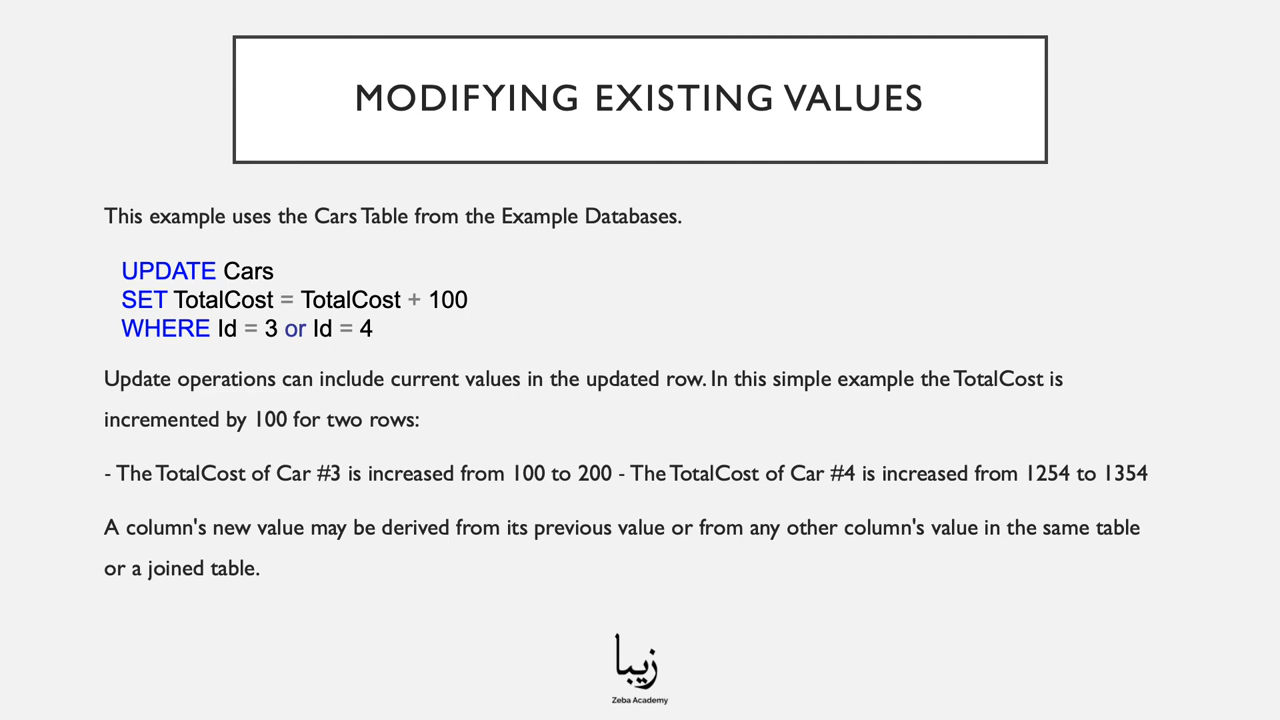 MODIFYING EXISTING VALUES
This example uses the Cars Table from the Example Databases.
UPDATE Cars
SET TotalCost = TotalCost + 100
WHERE Id = 3 or Id = 4
Update operations can include current values in the updated row. In this simple example the TotalCost is
incremented by 100 for two rows:
- The TotalCost of Car #3 is increased from 100 to 200 - The TotalCost of Car #4 is increased from 1254 to 1354
A column's new value may be derived from its previous value or from any other column's value in the same table
or a joined table.
زیبا
Zeba Academy